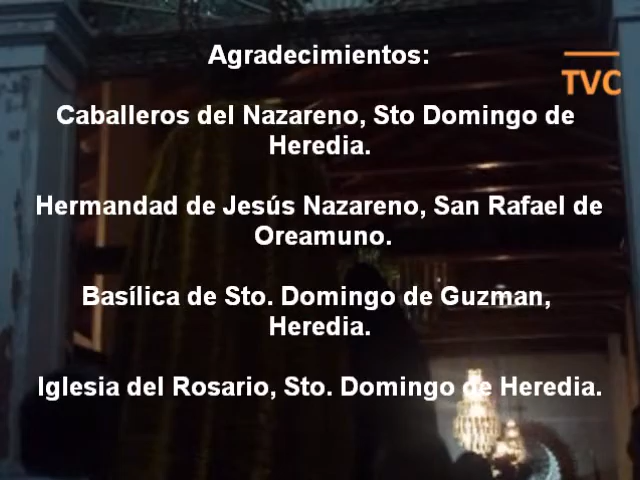 Agradecimientos:
TVC
Caballeros del Nazareno, Sto Domingo de
Heredia.
Hermandad de Jesús Nazareno, San Rafael de
Oreamuno.
Basílica de Sto. Domingo de Guzman,
Heredia.
Iglesia del Rosario, Sto. Domingo de Heredia.